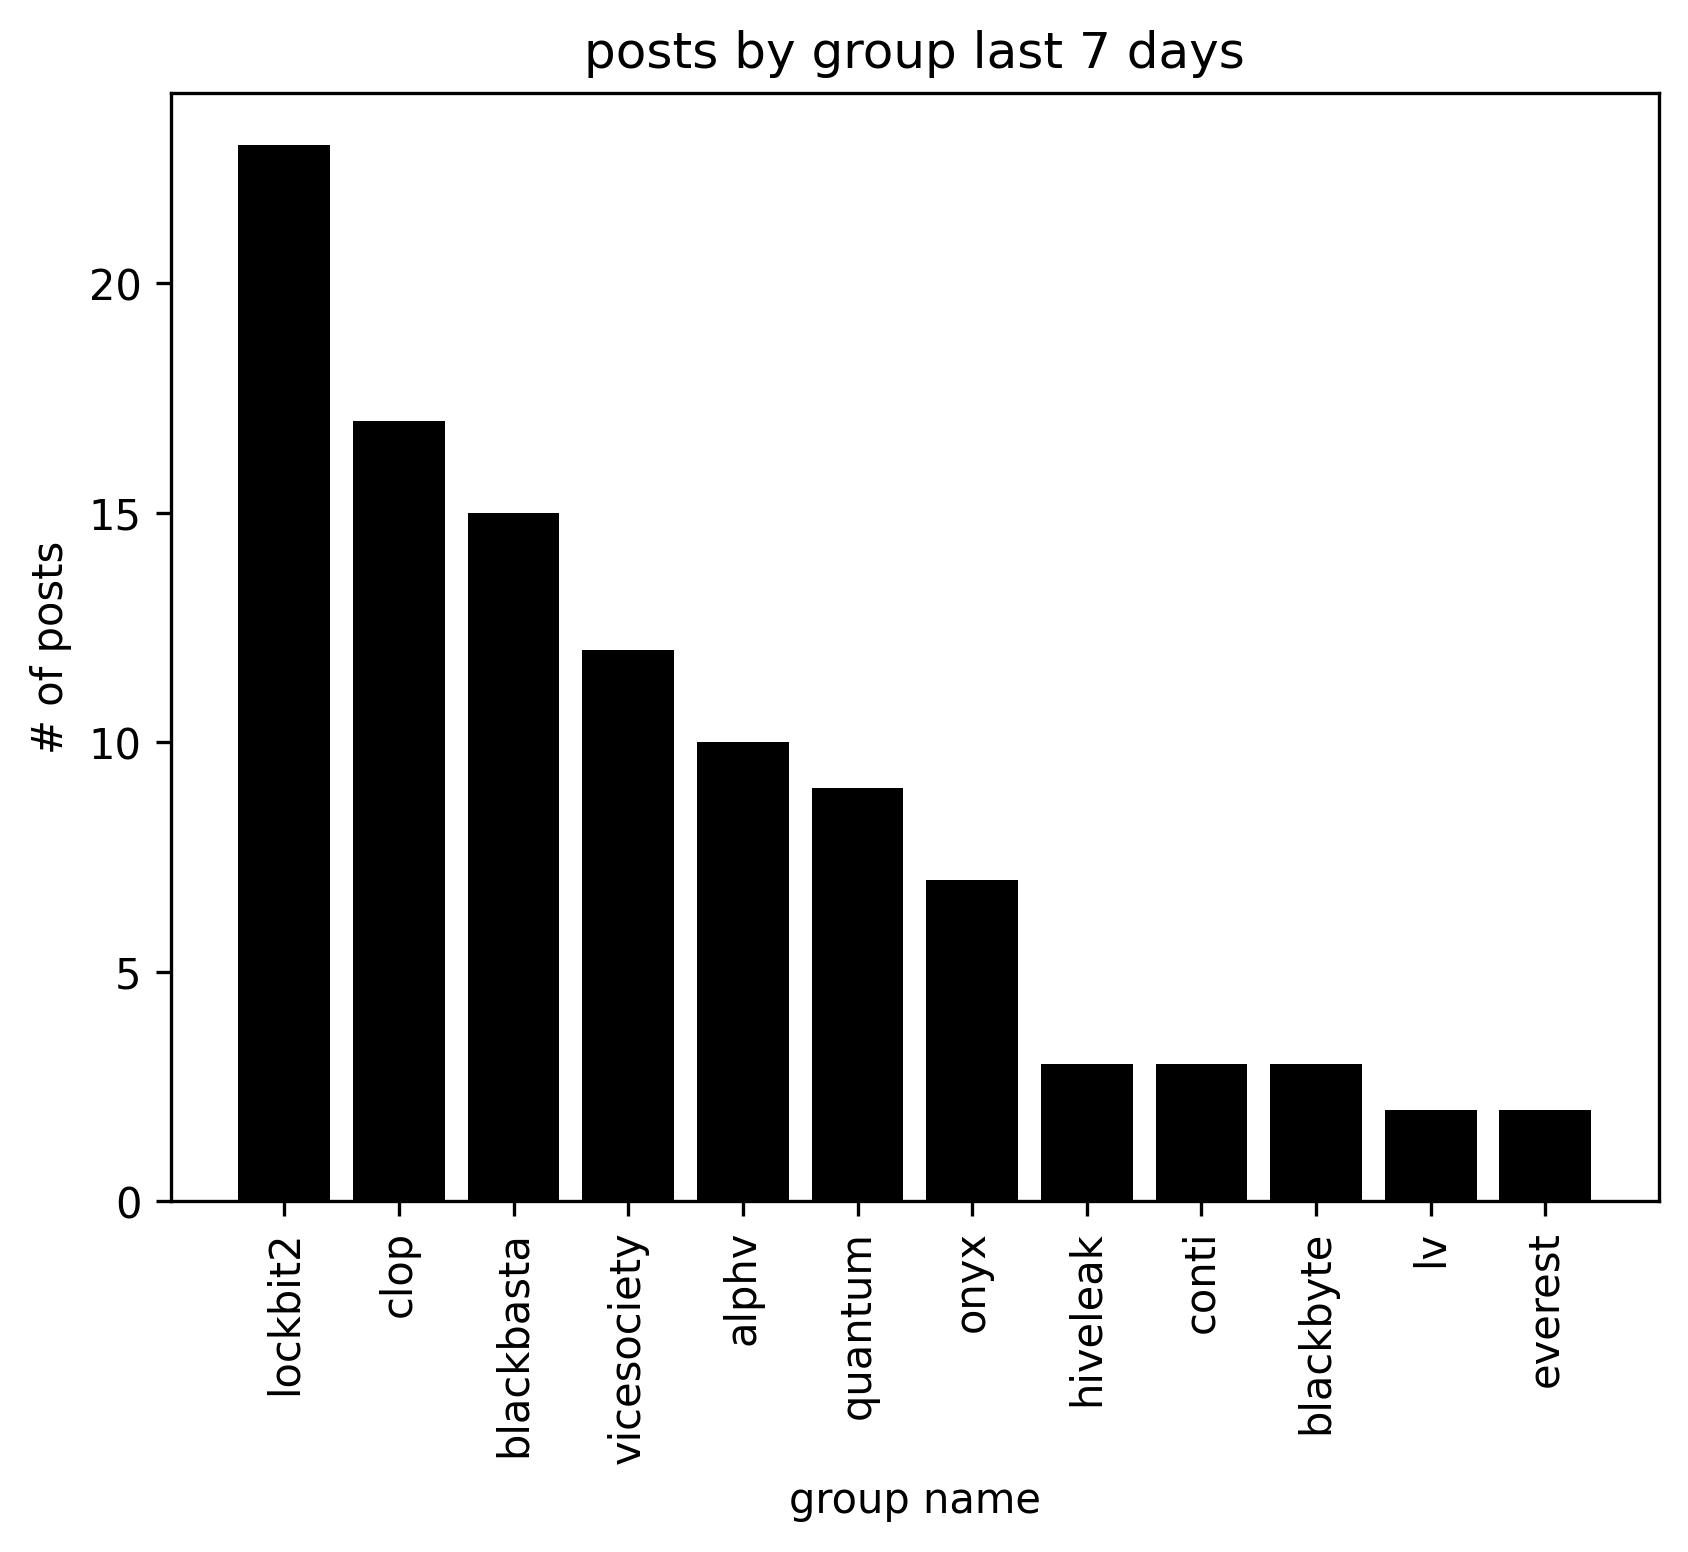 posts by group last 7 days
# of posts
20
15
10
5
0
lockbit2
clop
blackbasta
vicesociety
alphv
quantum
onyx
hiveleak
conti
blackbyte
lv
everest
group name